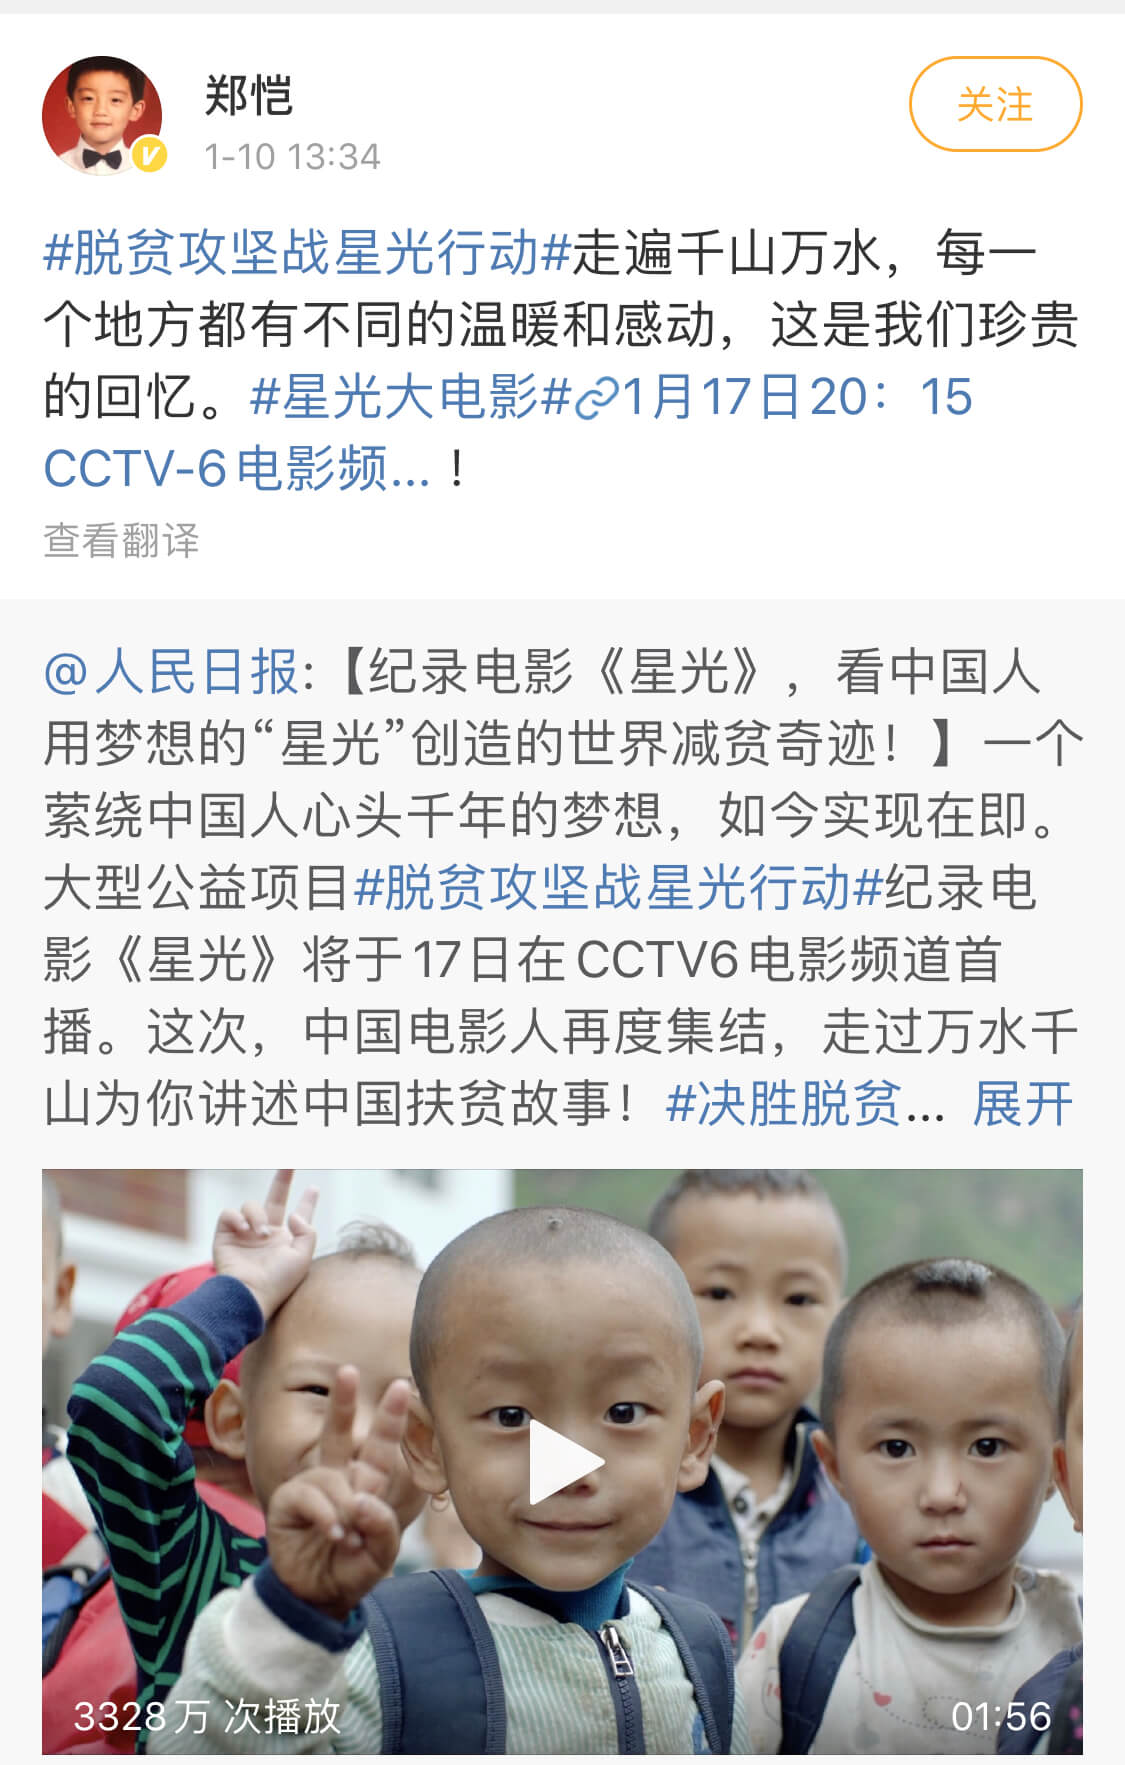 郑恺
关注
1-10 13:34
#脱贫攻坚战星光行动#走遍千山万水，每一
个地方都有不同的温暖和感动，这是我们珍贵
的回忆。#星光大电影#1月17日20：15
CCTV-6电影频...！
查看翻译
@人民日报:【纪录电影《星光》，看中国人
用梦想的“星光”创造的世界减贫奇迹！】一个
萦绕中国人心头千年的梦想，如今实现在即。
大型公益项目#脱贫攻坚战星光行动#纪录电
影《星光》将于17日在CCTV6电影频道首
播。这次，中国电影人再度集结，走过万水千
山为你讲述中国扶贫故事！#决胜脱贫... 展开
3328万 次播放
01:56